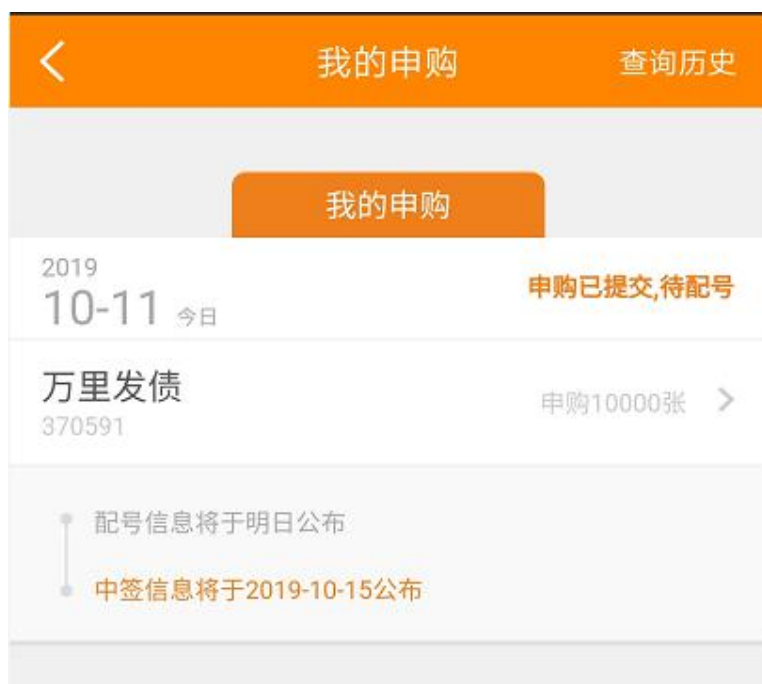 我的申购
查询历史
我的申购
2019
10-11 今日
申购已提交,待配号
万里发债
370591
申购10000张
配号信息将于明日公布
中签信息将于2019-10-15公布